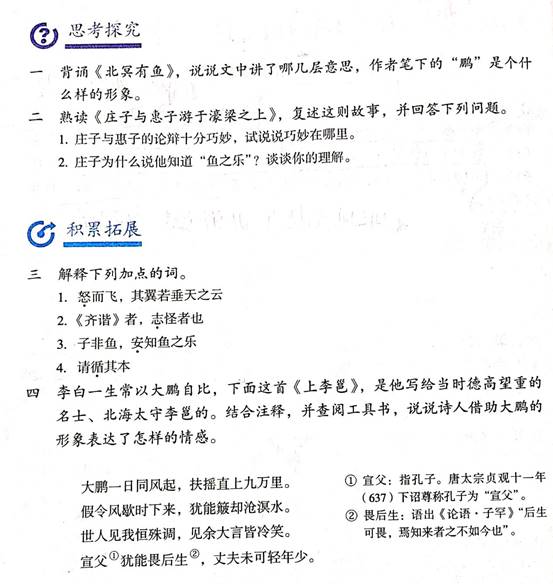 思考探究
一 背诵《北冥有鱼》，说说文中讲了哪几层意思，作者笔下的“鹏”是个什
么样的形象。
二 熟读《庄子与惠子游于濠梁之上》，复述这则故事，并回答下列问题。
1. 庄子与惠子的论辩十分巧妙，试说说巧妙在哪里。
2. 庄子为什么说他知道“鱼之乐”？谈谈你的理解。
积累拓展
三 解释下列加点的词。
1. 怒而飞，其翼若垂天之云
2.《齐谐》者，志怪者也
3. 子非鱼，安知鱼之乐
4. 请循其本
四 李白一生常以大鹏自比，下面这首《上李邕》，是他写给当时德高望重的
名士、北海太守李邕的。结合注释，并查阅工具书，说说诗人借助大鹏的
形象表达了怎样的情感。
大鹏一日同风起，扶摇直上九万里。
假令风歇时下来，犹能簸却沧溟水。
世人见我恒殊调，见余大言皆冷笑。
宣父①犹能畏后生②，丈夫未可轻年少。
① 宣父：指孔子。唐太宗贞观十一年
（637）下诏尊称孔子为“宣父”。
② 畏后生：语出《论语·子罕》“后生
可畏，焉知来者之不如今也”。